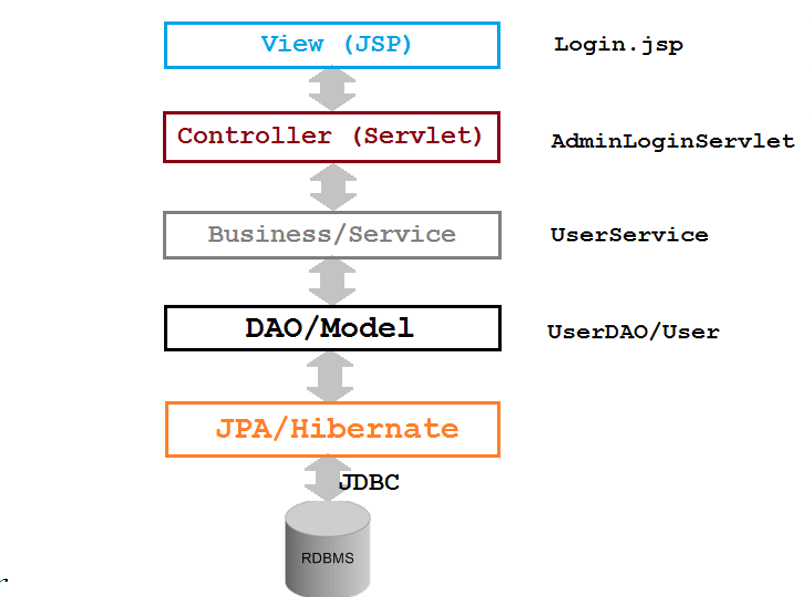 View (JSP)
Login.jsp
Controller (Servlet)
AdminLoginServlet
Business/Service
UserService
DAO/Model
UserDAO/User
JPA/Hibernate
JDBC
RDBMS
r